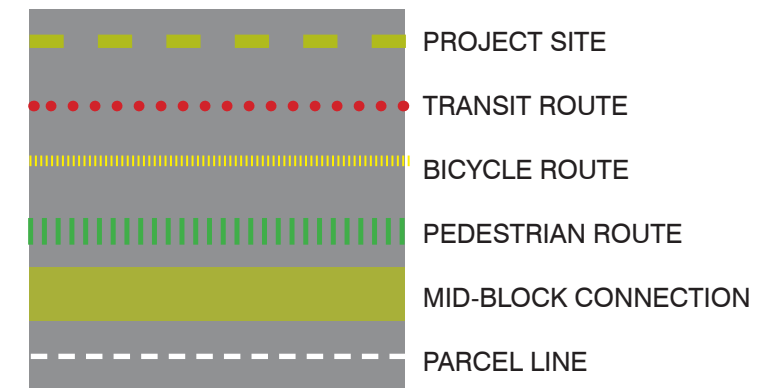 PROJECT SITE
TRANSIT ROUTE
BICYCLE ROUTE
PEDESTRIAN ROUTE
MID-BLOCK CONNECTION
PARCEL LINE